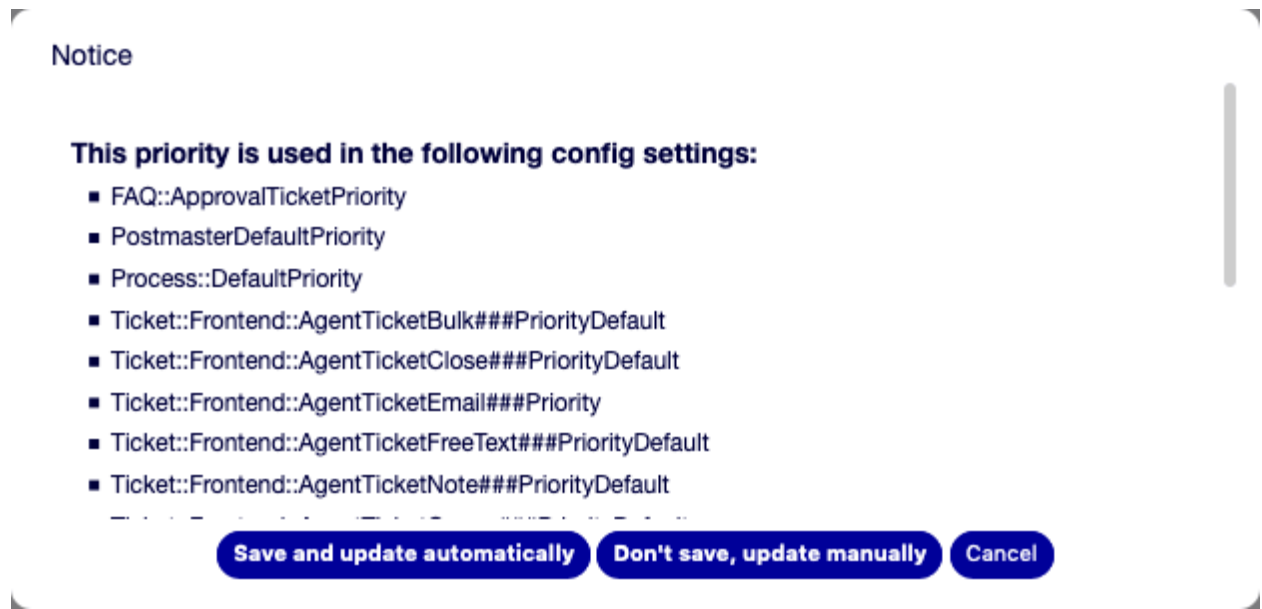 Notice
This priority is used in the following config settings:
FAQ::ApprovalTicketPriority
PostmasterDefaultPriority
Process::DefaultPriority
Ticket::Frontend::AgentTicketBulk###PriorityDefault
Ticket::Frontend::AgentTicketClose###PriorityDefault
Ticket::Frontend::AgentTicketEmail###Priority
Ticket::Frontend::AgentTicketFreeText###PriorityDefault
Ticket::Frontend::AgentTicketNote###PriorityDefault
Save and update automatically Don't save, update manually Cancel